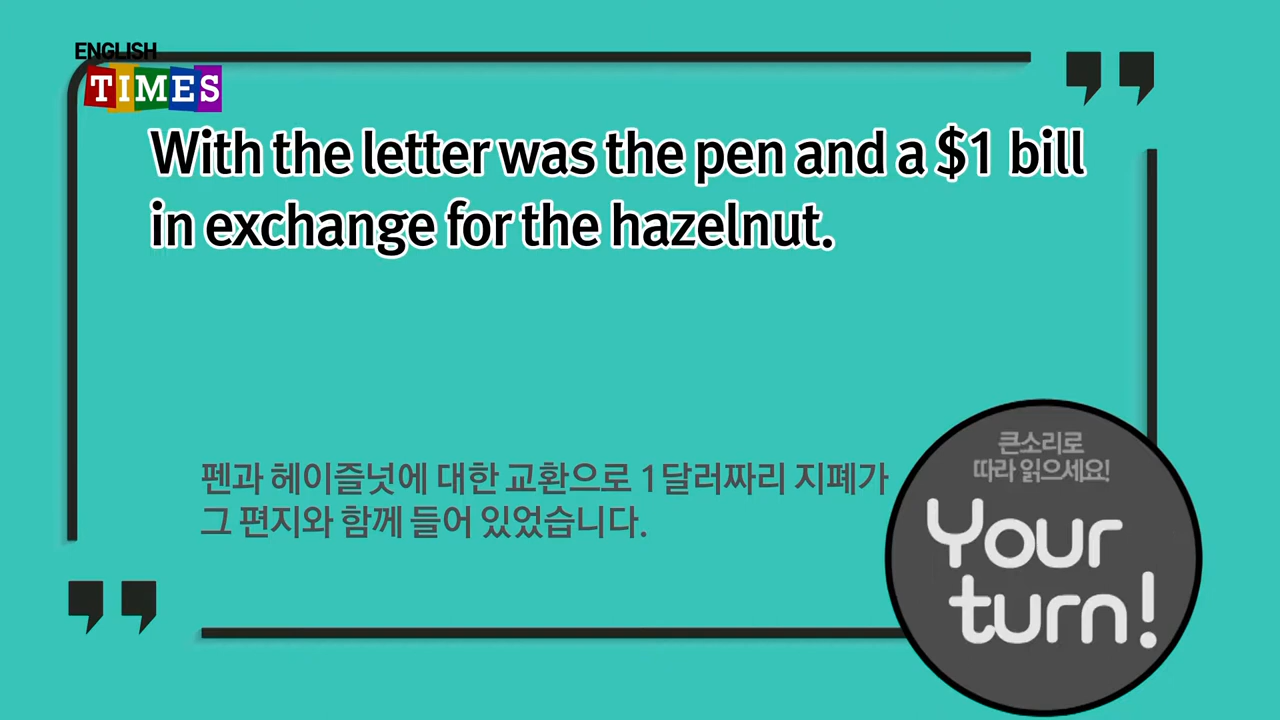 ENGLISH
TIMES
With the letter was the pen and a $1 bill
in exchange for the hazelnut.
펜과 헤이즐넛에 대한 교환으로 1달러짜리 지폐가
그 편지와 함께 들어 있었습니다.
큰소리로
따라 읽으세요!
Your
turn!